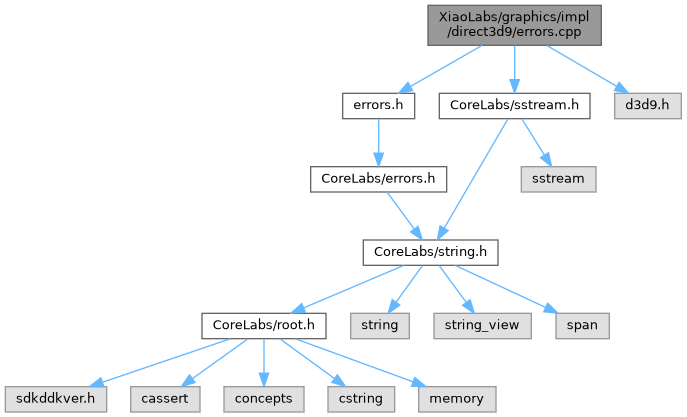 XiaoLabs/graphics/impl
/direct3d9/errors.cpp
errors.h
CoreLabs/sstream.h
d3d9.h
CoreLabs/errors.h
sstream
CoreLabs/string.h
CoreLabs/root.h
string
string_view
span
sdkddkver.h
cassert
concepts
cstring
memory